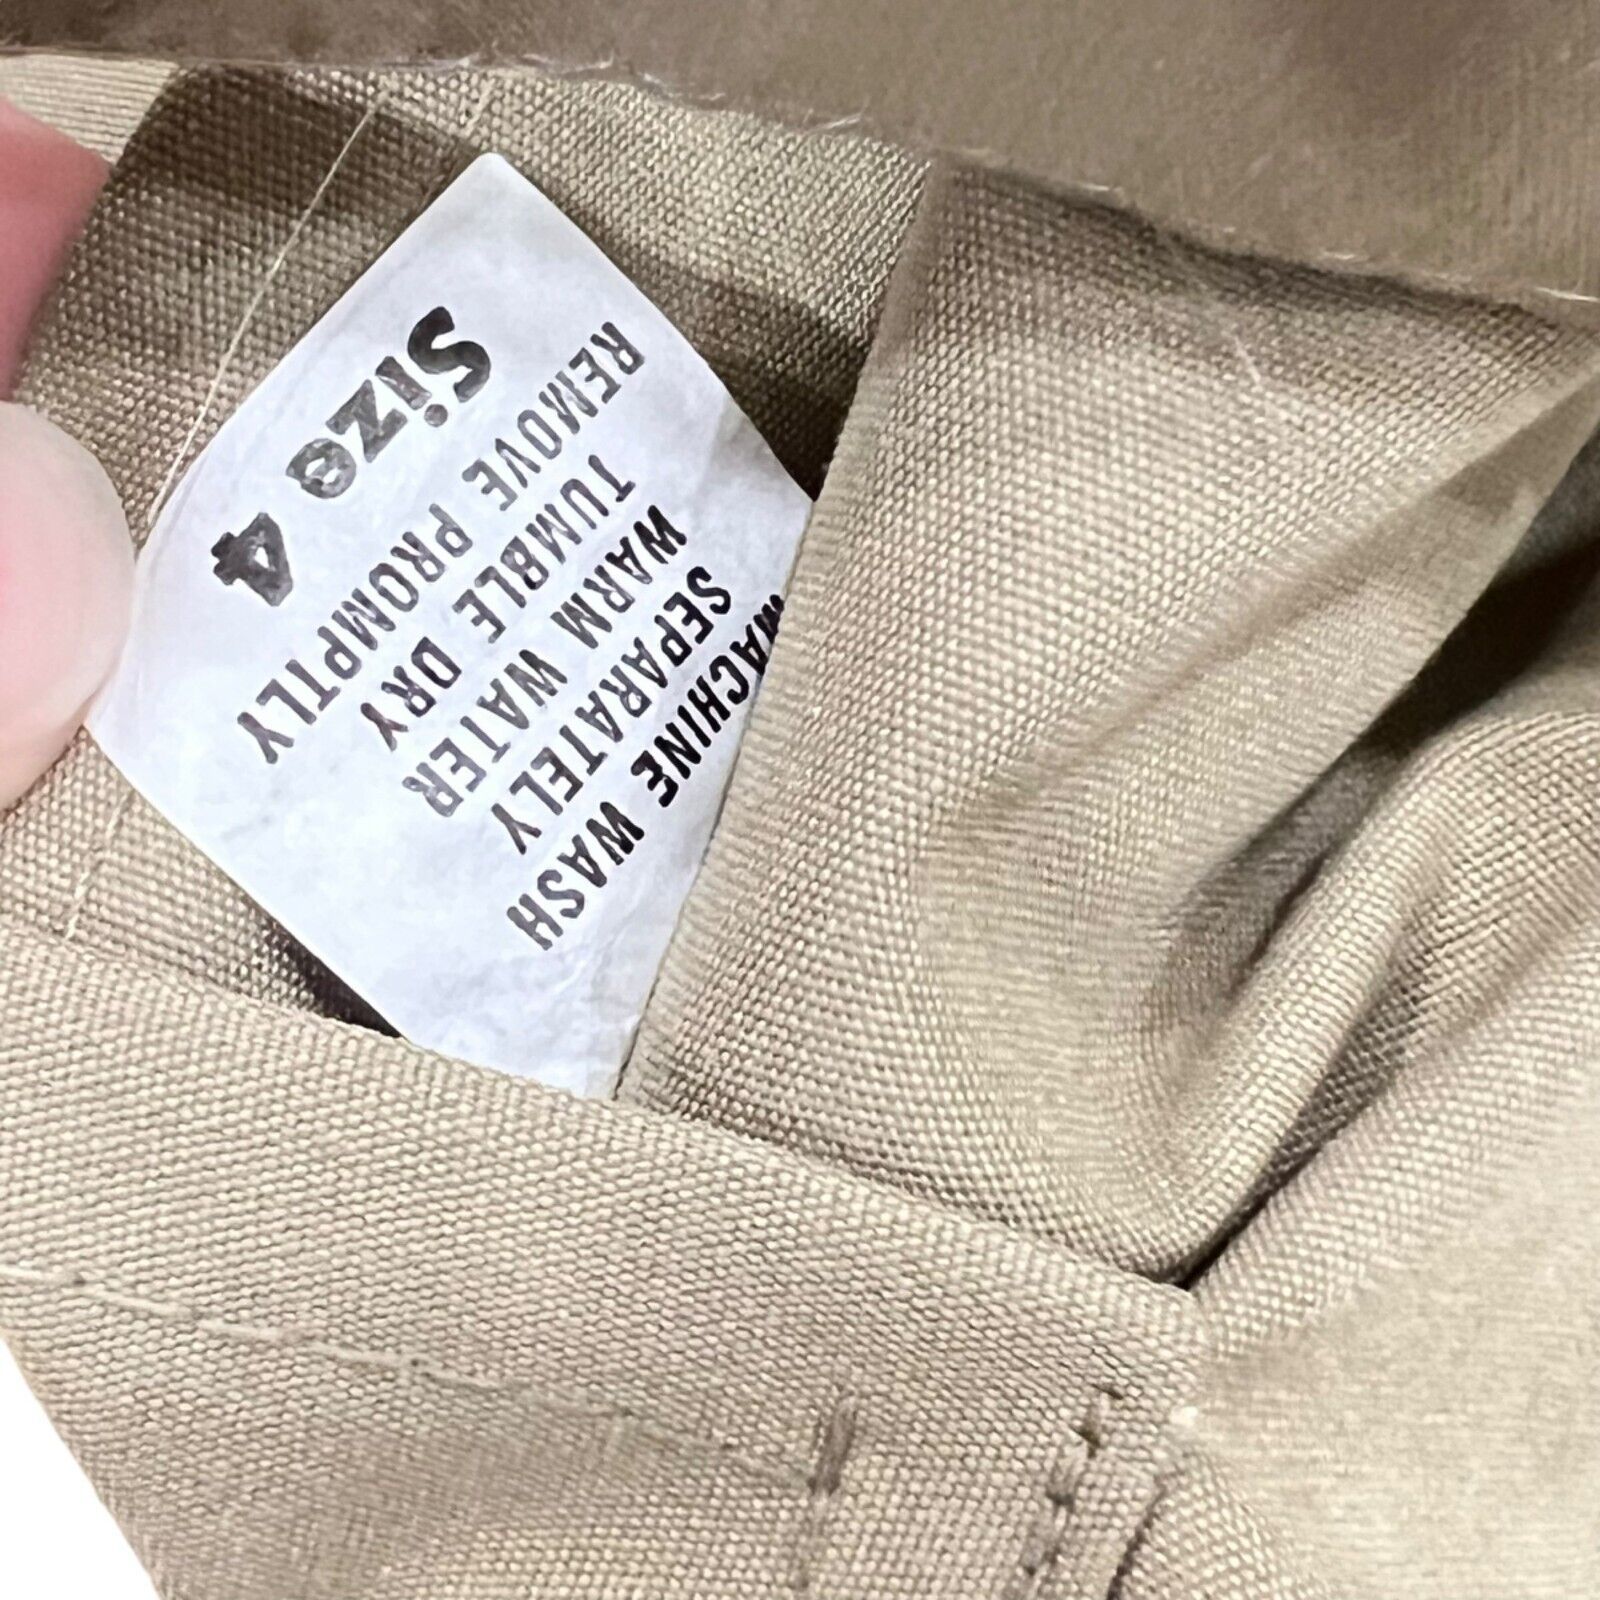 MACHINE WASH
SEPARATELY
WARM WATER
TUMBLE DRY
REMOVE PROMPTLY
Size 4